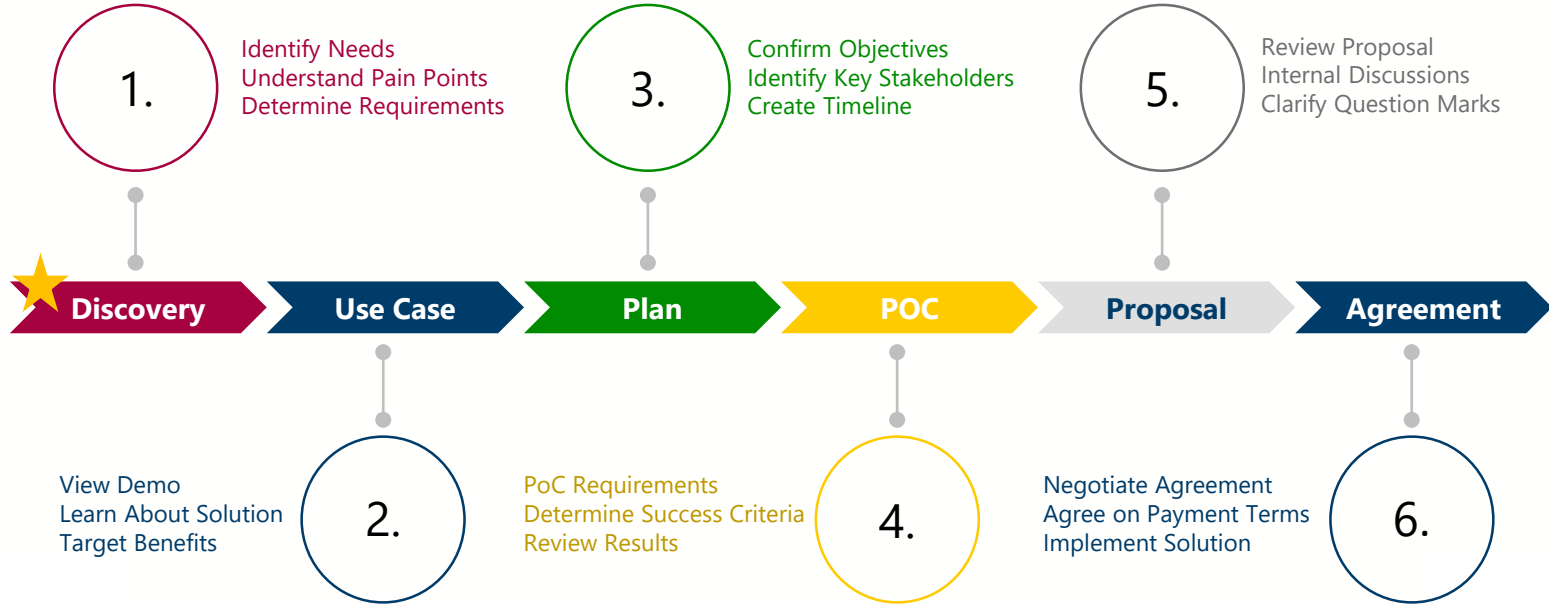 1.
Identify Needs
Understand Pain Points
Determine Requirements
3.
Confirm Objectives
Identify Key Stakeholders
Create Timeline
5.
Review Proposal
Internal Discussions
Clarify Question Marks
Discovery
Use Case
Plan
POC
Proposal
Agreement
View Demo
Learn About Solution
Target Benefits
2.
PoC Requirements
Determine Success Criteria
Review Results
4.
Negotiate Agreement
Agree on Payment Terms
Implement Solution
6.